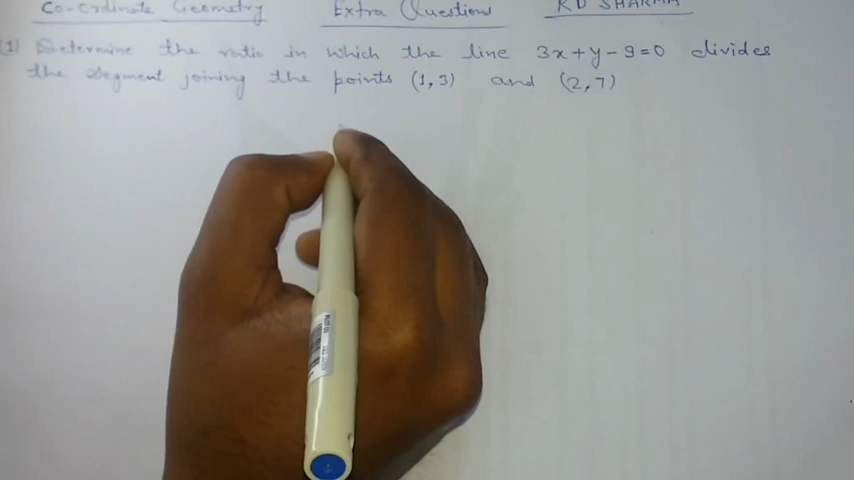 Co-Ordinate Geometry Extra Questions RD SHARMA
(1) Determine the ratio in which the line 3x+y-9=0 divides
the segment joining the points (1,3) and (2,7)